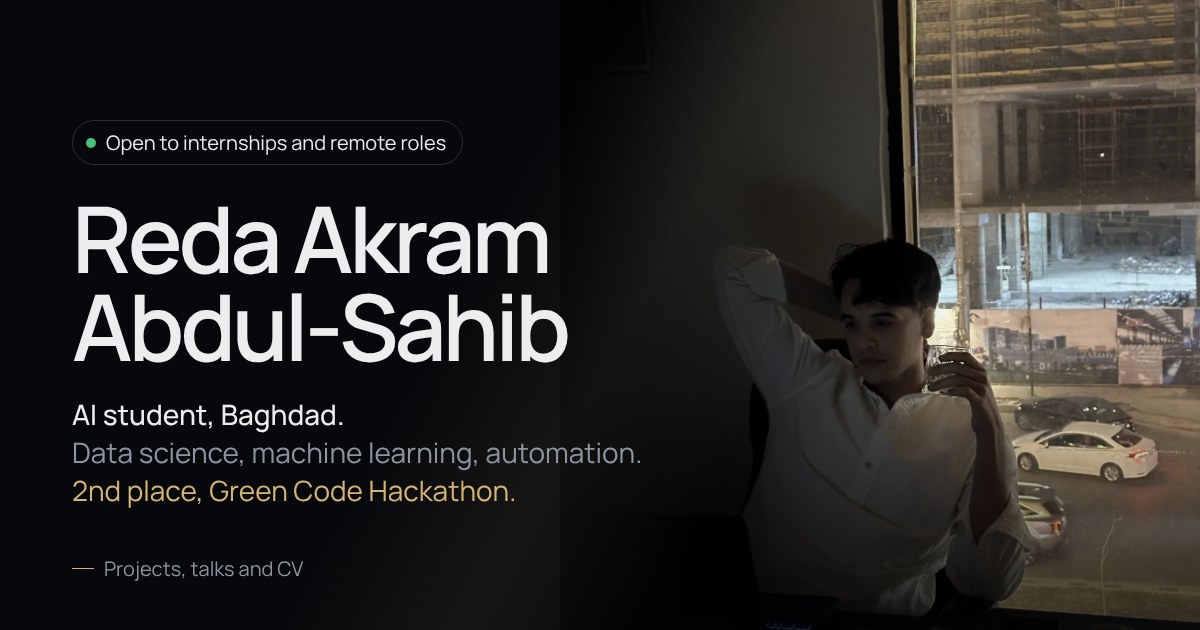 Open to internships and remote roles
Reda Akram
Abdul-Sahib
AI student, Baghdad.
Data science, machine learning, automation.
2nd place, Green Code Hackathon.
Projects, talks and CV